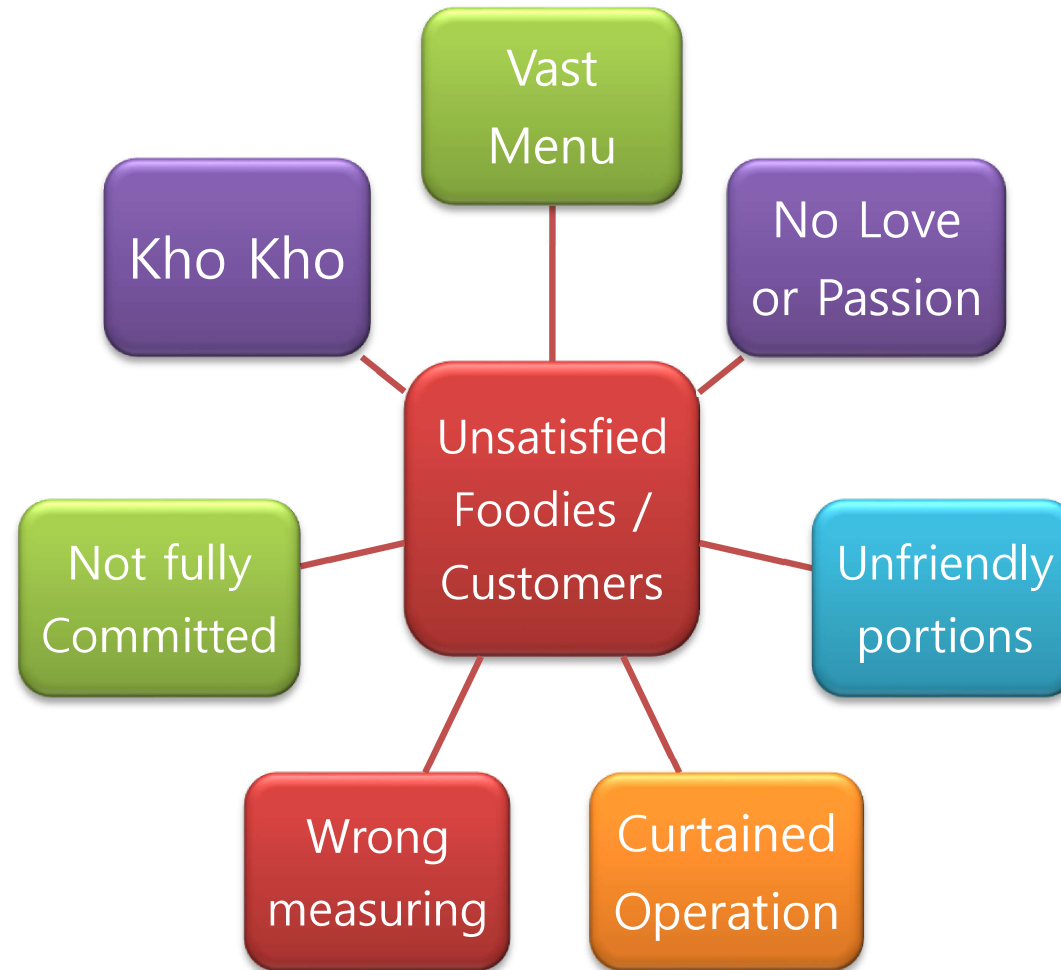 Vast
Menu
Kho Kho
No Love
or Passion
Unsatisfied
Foodies /
Customers
Not fully
Committed
Unfriendly
portions
Wrong
measuring
Curtained
Operation